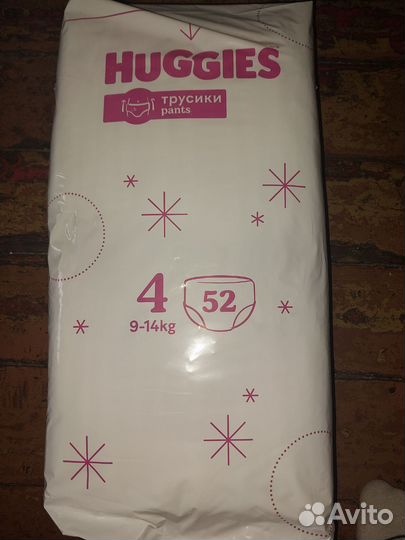 HUGGIES
трусики
pants
4
9-14kg
52
Avito